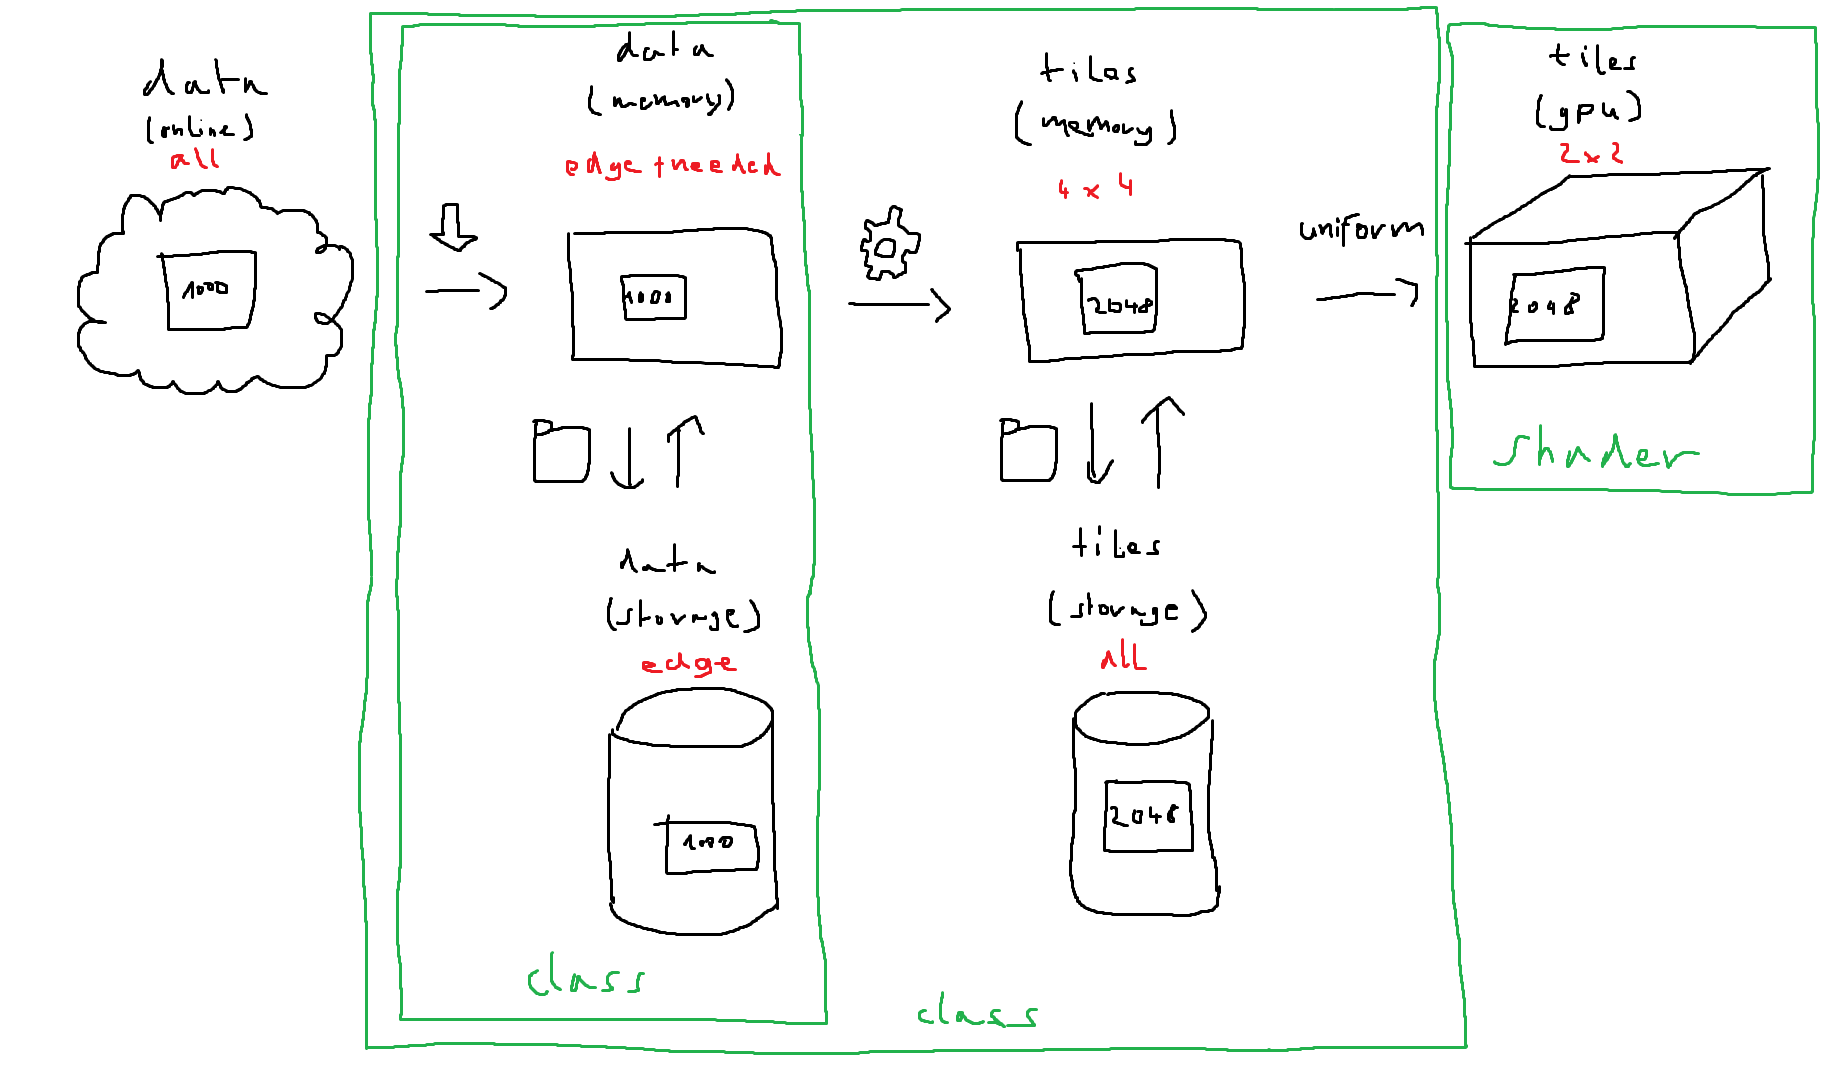 data
(online)
all
1000
data
(memory)
edge + needed
1000
data
(storage)
edge
1000
class
tiles
(memory)
4 x 4
2048
tiles
(storage)
all
2048
class
uniform
tiles
(gpu)
2 x 2
2048
shader